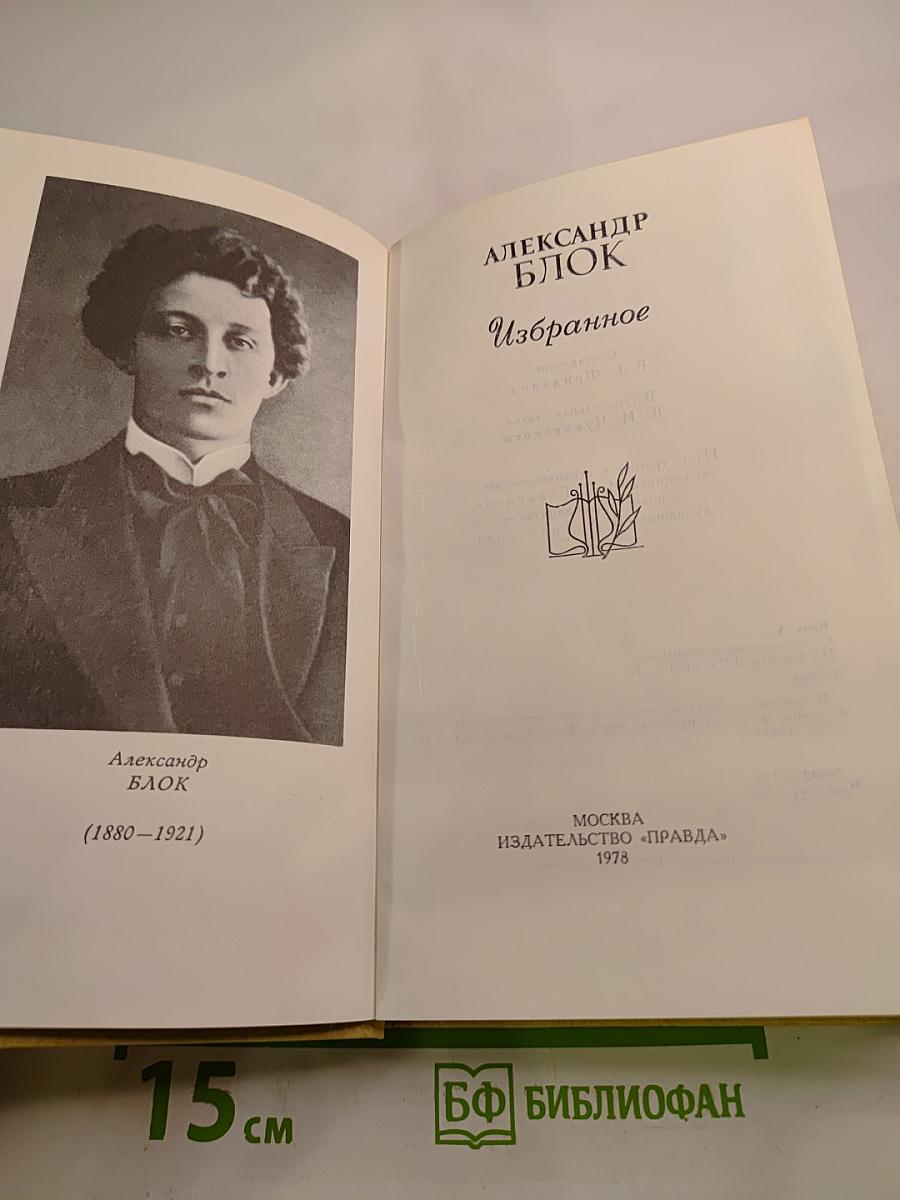 Александр
БЛОК
(1880—1921)
АЛЕКСАНДР
БЛОК
Избранное
МОСКВА
ИЗДАТЕЛЬСТВО «ПРАВДА»
1978
15 см
БФ БИБЛИОФАН